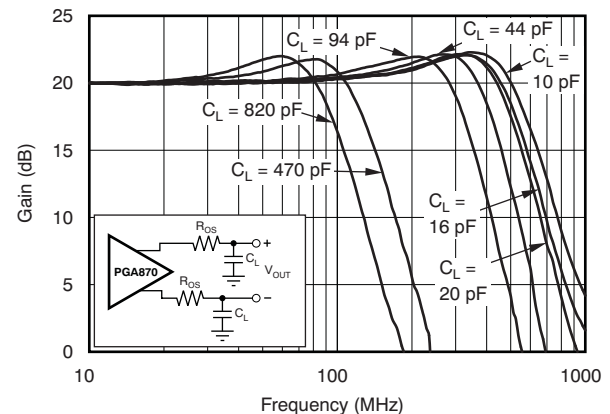 25
20
15
10
5
0
Gain (dB)
C_L = 94 pF
C_L = 44 pF
C_L =
10 pF
C_L = 820 pF
C_L = 470 pF
C_L =
16 pF
C_L =
20 pF
PGA870
R_OS
+
C_L
V_OUT
R_OS
−
C_L
10
100
1000
Frequency (MHz)